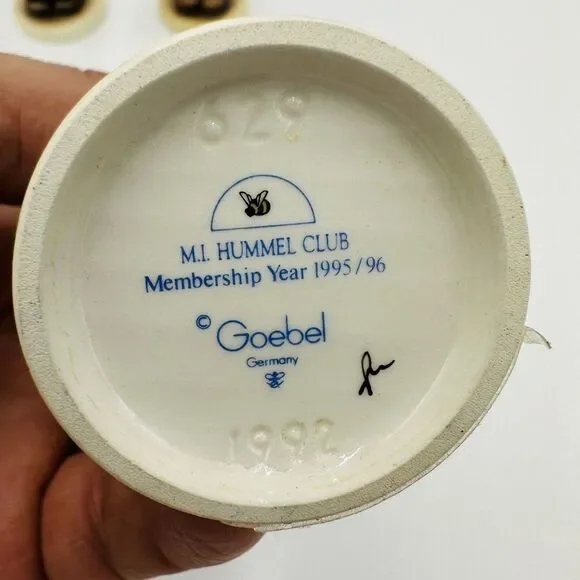 629
M.I. HUMMEL CLUB
Membership Year 1995/96
© Goebel
Germany
1992